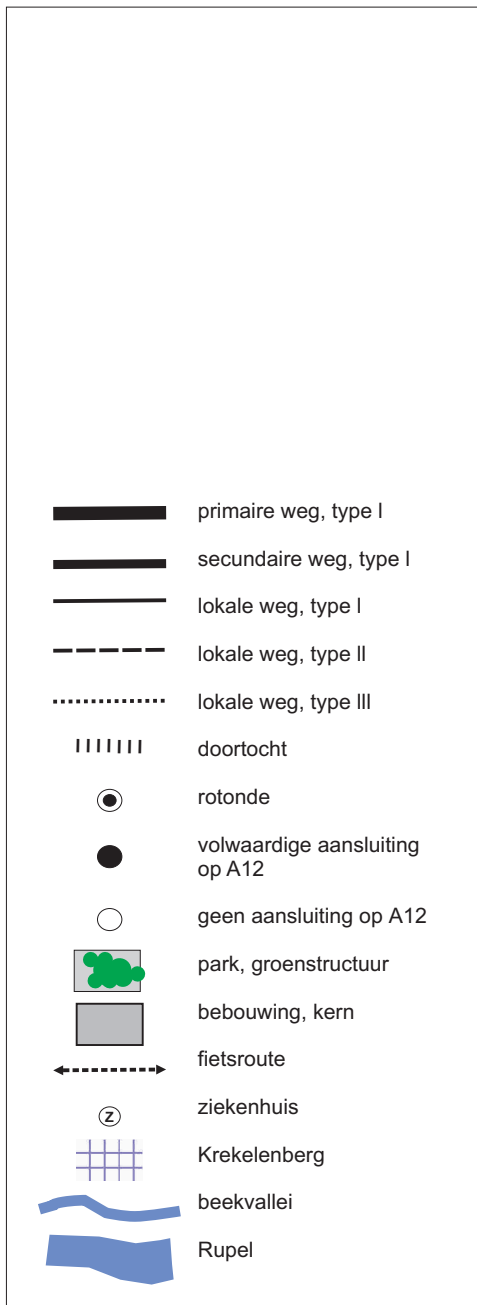 primaire weg, type I
secundaire weg, type I
lokale weg, type I
lokale weg, type II
lokale weg, type III
doortocht
rotonde
volwaardige aansluiting
op A12
geen aansluiting op A12
park, groenstructuur
bebouwing, kern
fietsroute
Z ziekenhuis
Krekelenberg
beekvallei
Rupel